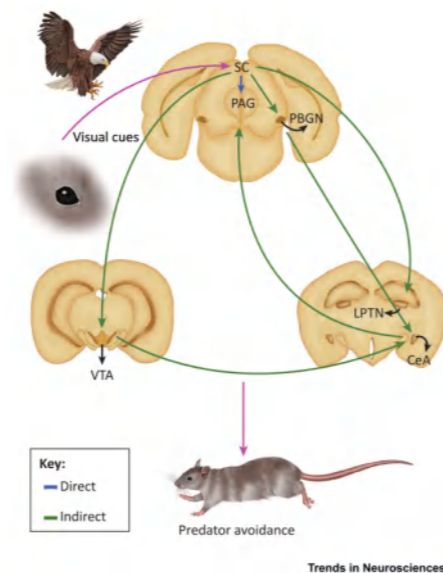 SC
PAG
PBGN
Visual cues
LPTN
CeA
VTA
Key:
Direct
Indirect
Predator avoidance
Trends in Neurosciences